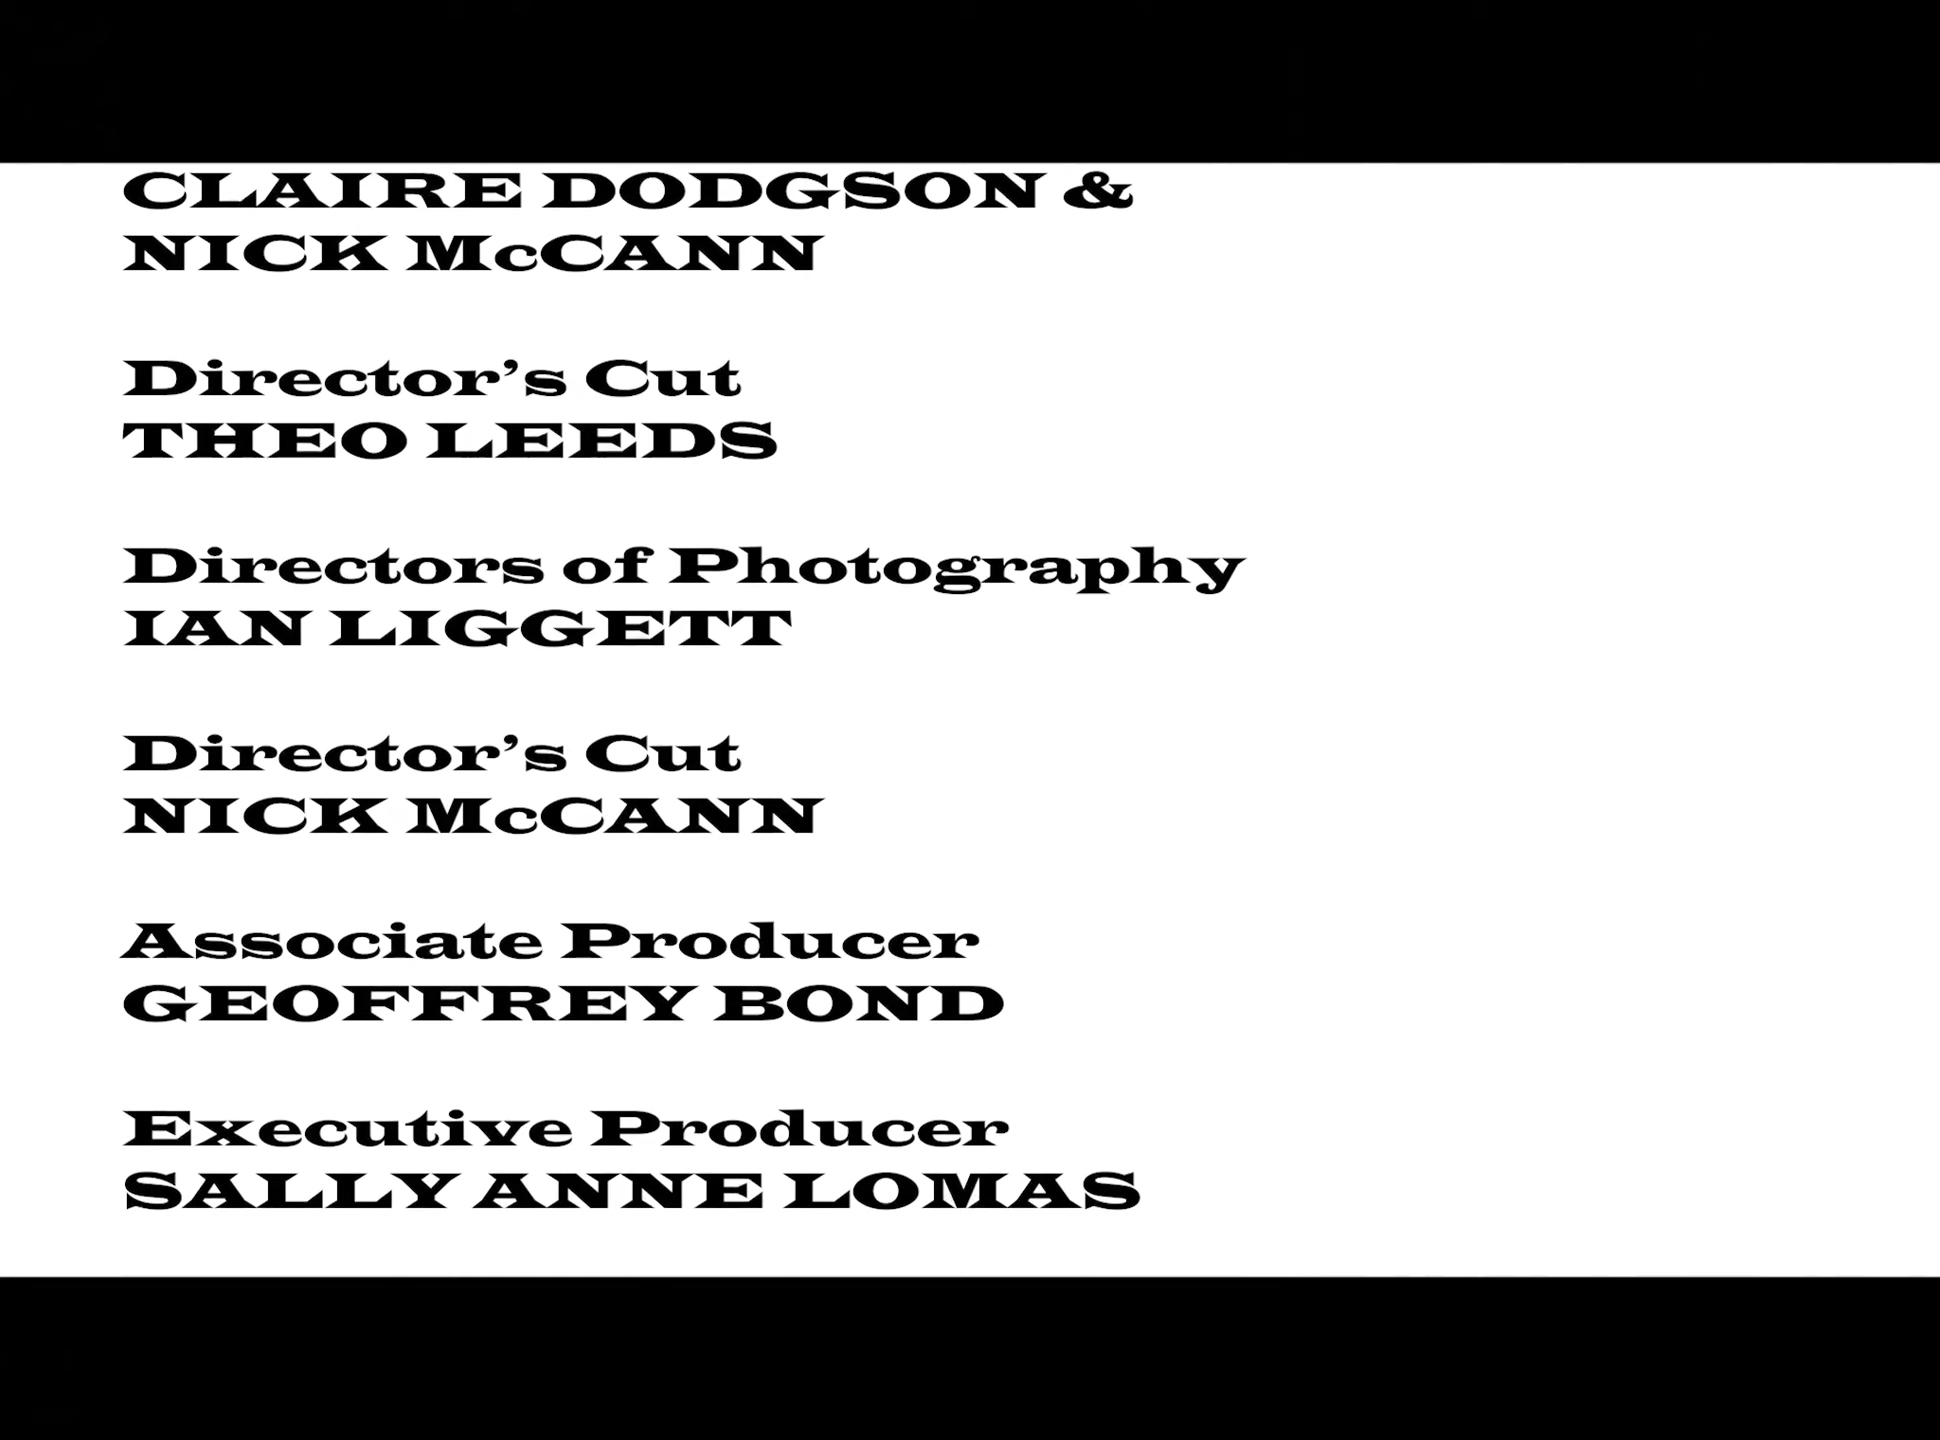 CLAIRE DODGSON &
NICK McCANN
Director’s Cut
THEO LEEDS
Directors of Photography
IAN LIGGETT
Director’s Cut
NICK McCANN
Associate Producer
GEOFFREY BOND
Executive Producer
SALLY ANNE LOMAS